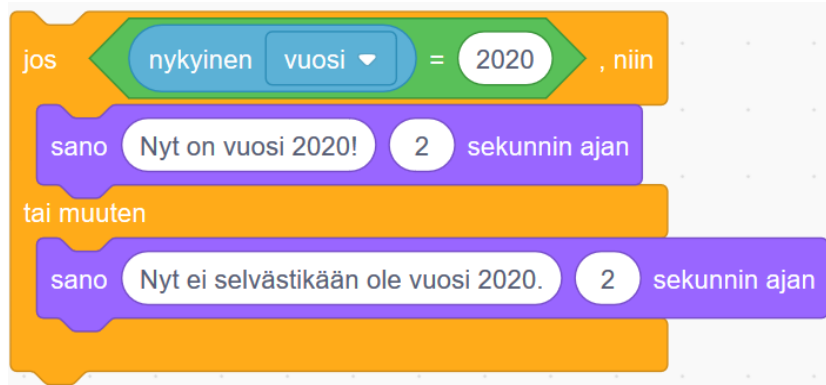 jos nykyinen vuosi = 2020 , niin
sano Nyt on vuosi 2020! 2 sekunnin ajan
tai muuten
sano Nyt ei selvästikään ole vuosi 2020. 2 sekunnin ajan